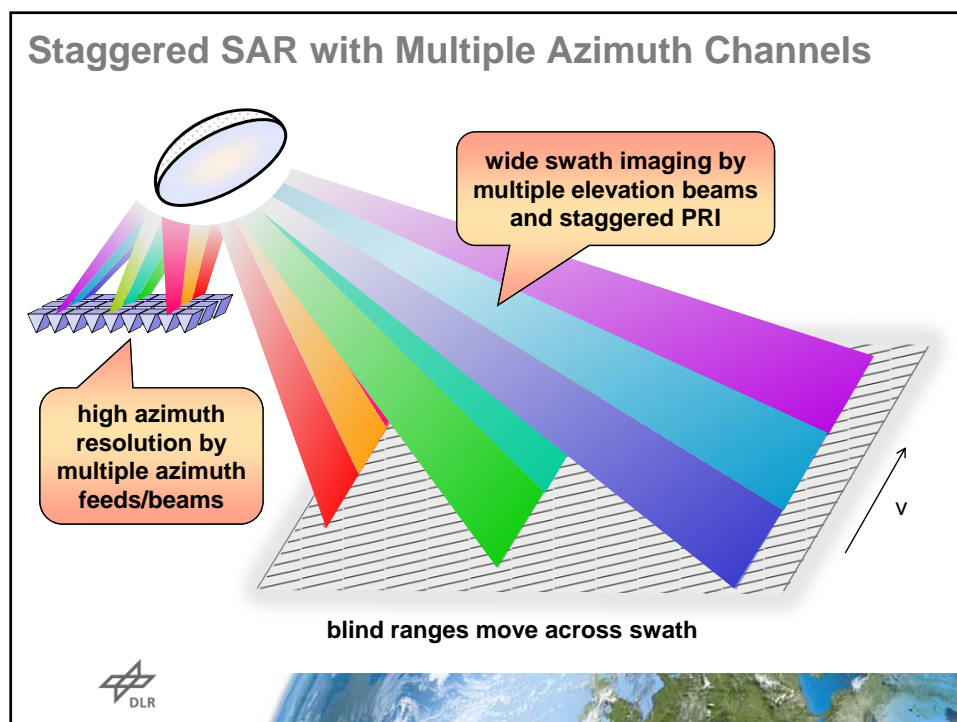 Staggered SAR with Multiple Azimuth Channels
wide swath imaging by
multiple elevation beams
and staggered PRI
high azimuth
resolution by
multiple azimuth
feeds/beams
v
blind ranges move across swath
DLR